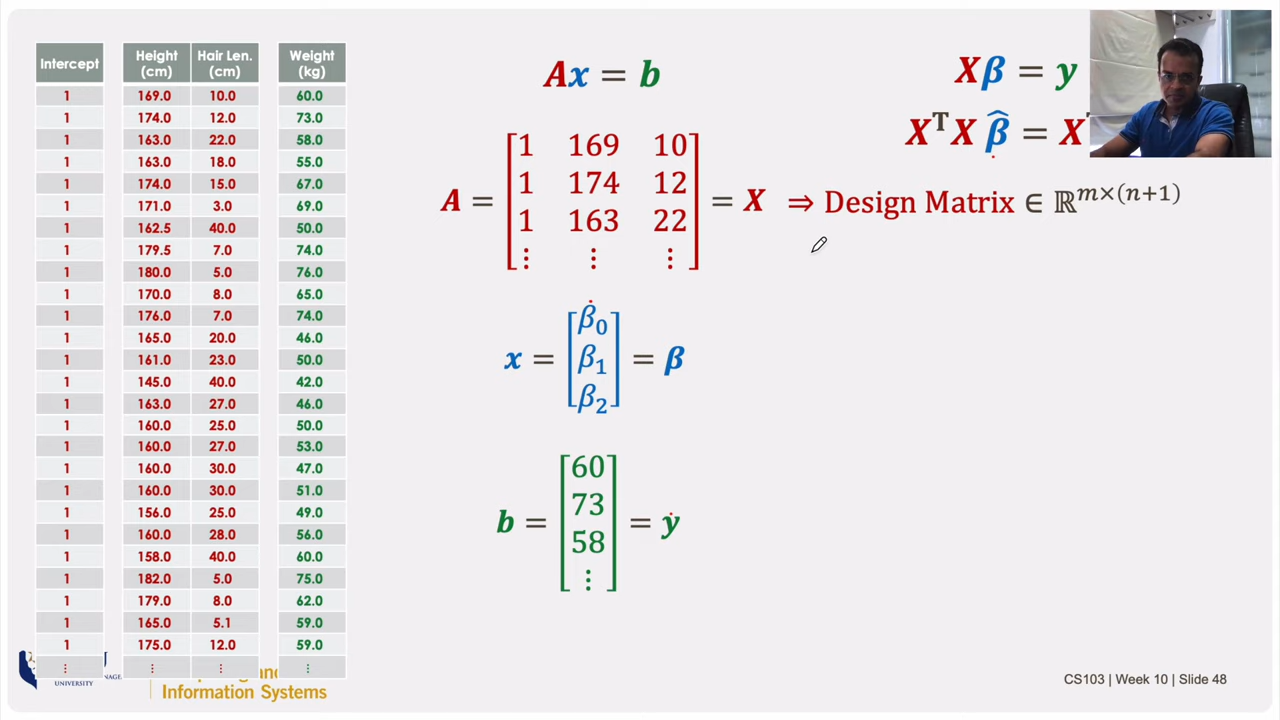 Intercept Height (cm) Hair Len. (cm) Weight (kg)
1 169.0 10.0 60.0
1 174.0 12.0 73.0
1 163.0 22.0 58.0
1 163.0 18.0 55.0
1 174.0 15.0 67.0
1 171.0 3.0 69.0
1 162.5 40.0 50.0
1 179.5 7.0 74.0
1 180.0 5.0 76.0
1 170.0 8.0 65.0
1 176.0 7.0 74.0
1 165.0 20.0 46.0
1 161.0 23.0 50.0
1 145.0 40.0 42.0
1 163.0 27.0 46.0
1 160.0 25.0 50.0
1 160.0 27.0 53.0
1 160.0 30.0 47.0
1 160.0 30.0 51.0
1 156.0 25.0 49.0
1 160.0 28.0 56.0
1 158.0 40.0 60.0
1 182.0 5.0 75.0
1 179.0 8.0 62.0
1 165.0 5.1 59.0
1 175.0 12.0 59.0
⋮ ⋮ ⋮ ⋮
Ax = b
A = [1 169 10
1 174 12
1 163 22
⋮ ⋮ ⋮] = X ⇒ Design Matrix ∈ ℝ^{m×(n+1)}
x = [β₀
β₁
β₂] = β
b = [60
73
58
⋮] = y
Xβ = y
XᵀX β̂ = X
UNIVERSITY
Information Systems
CS103 | Week 10 | Slide 48